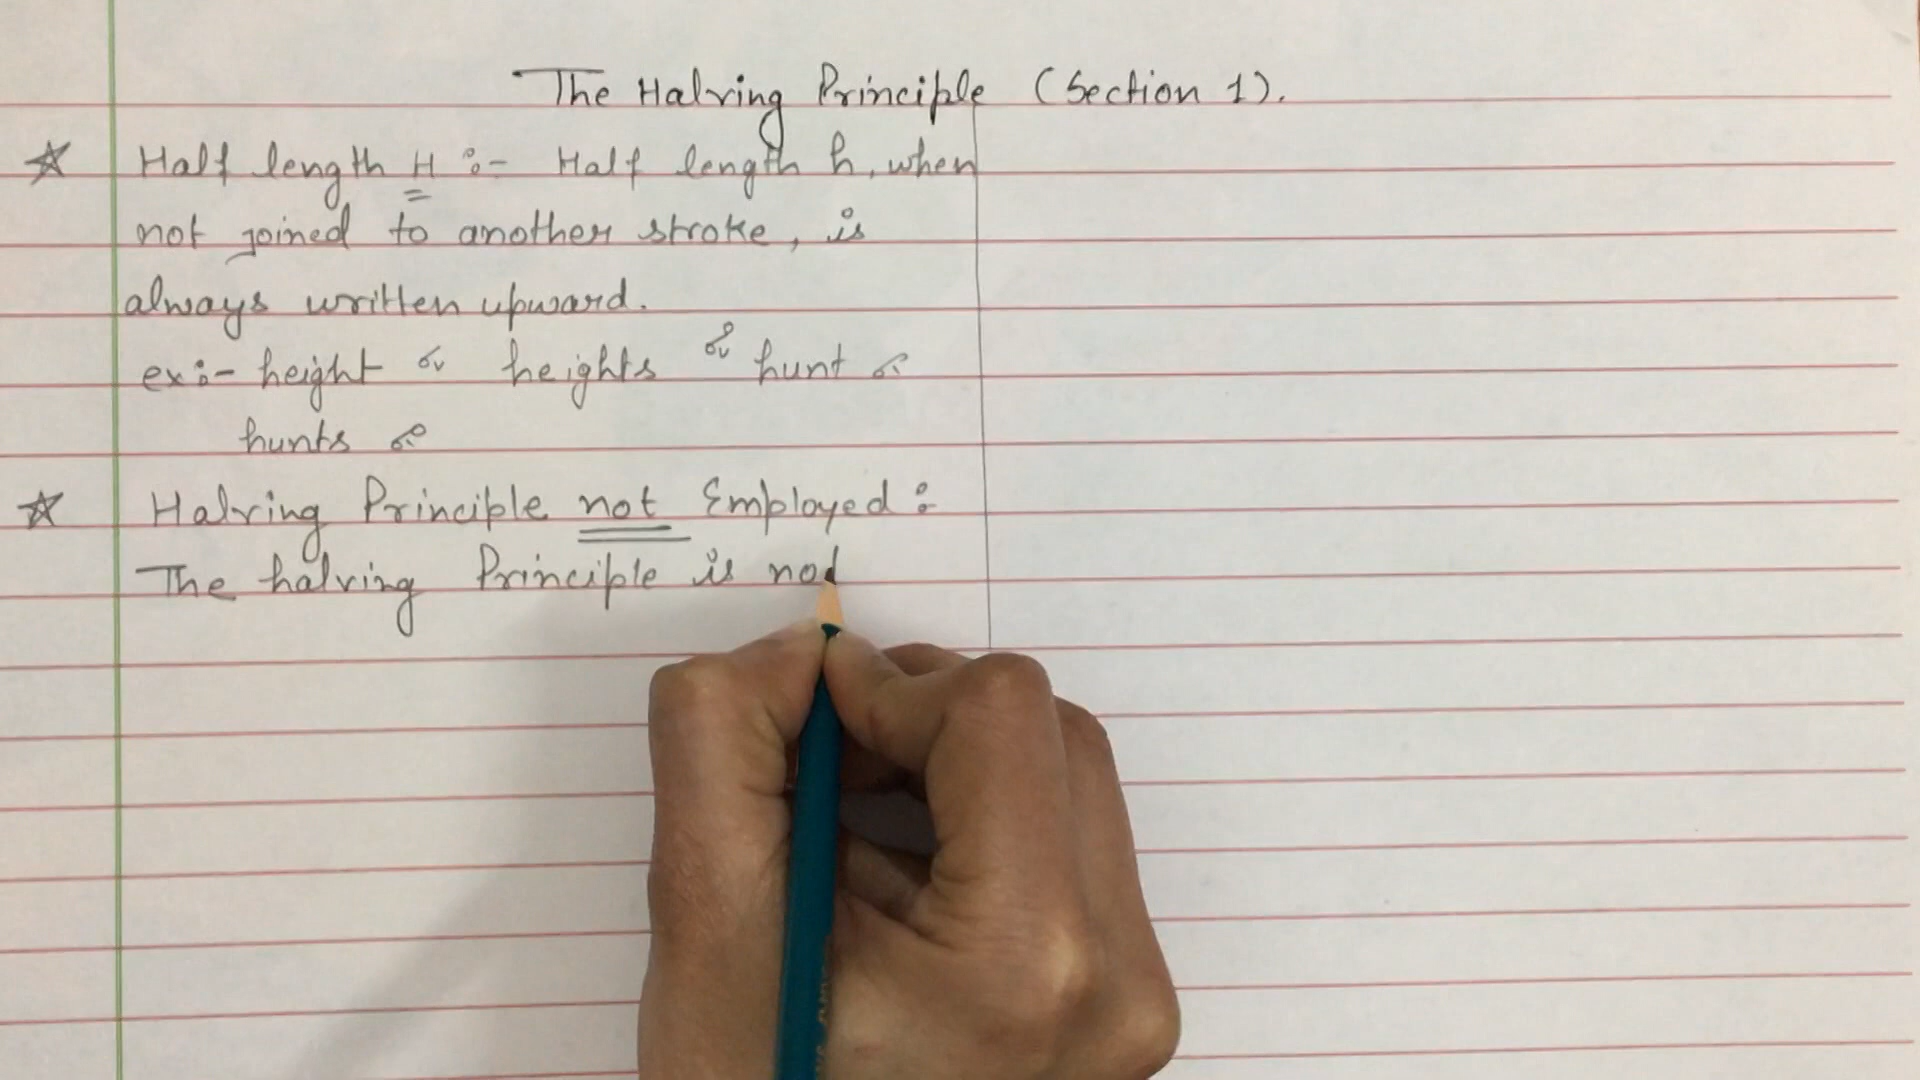 The Halving Principle (Section 1).
☆ Half length H :- Half length h, when
not joined to another stroke, is
always written upward.
ex:- height heights hunt
hunts
☆ Halving Principle not Employed :
The halving Principle is not